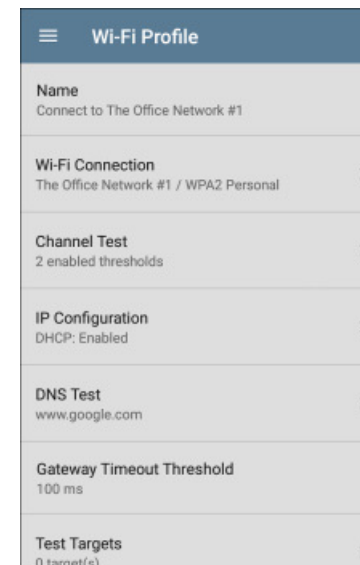 Wi-Fi Profile
Name
Connect to The Office Network #1
Wi-Fi Connection
The Office Network #1 / WPA2 Personal
Channel Test
2 enabled thresholds
IP Configuration
DHCP: Enabled
DNS Test
www.google.com
Gateway Timeout Threshold
100 ms
Test Targets
0 target(s)